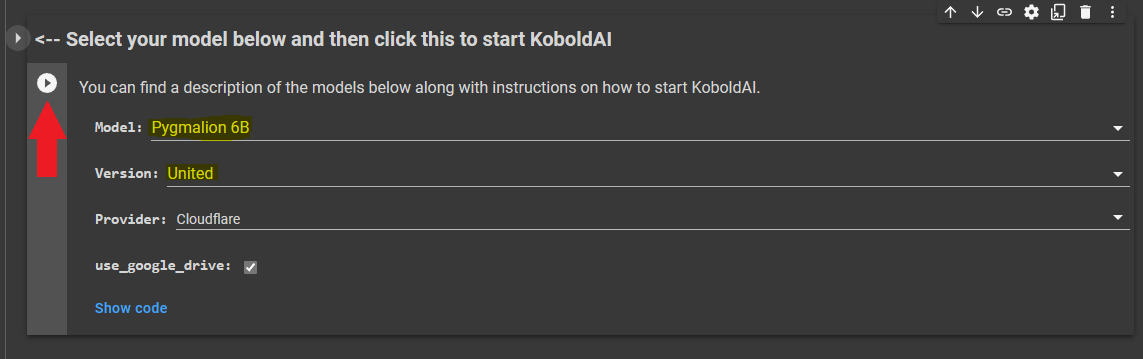 <-- Select your model below and then click this to start KoboldAI
You can find a description of the models below along with instructions on how to start KoboldAI.
Model: Pygmalion 6B
Version: United
Provider: Cloudflare
use_google_drive:
Show code